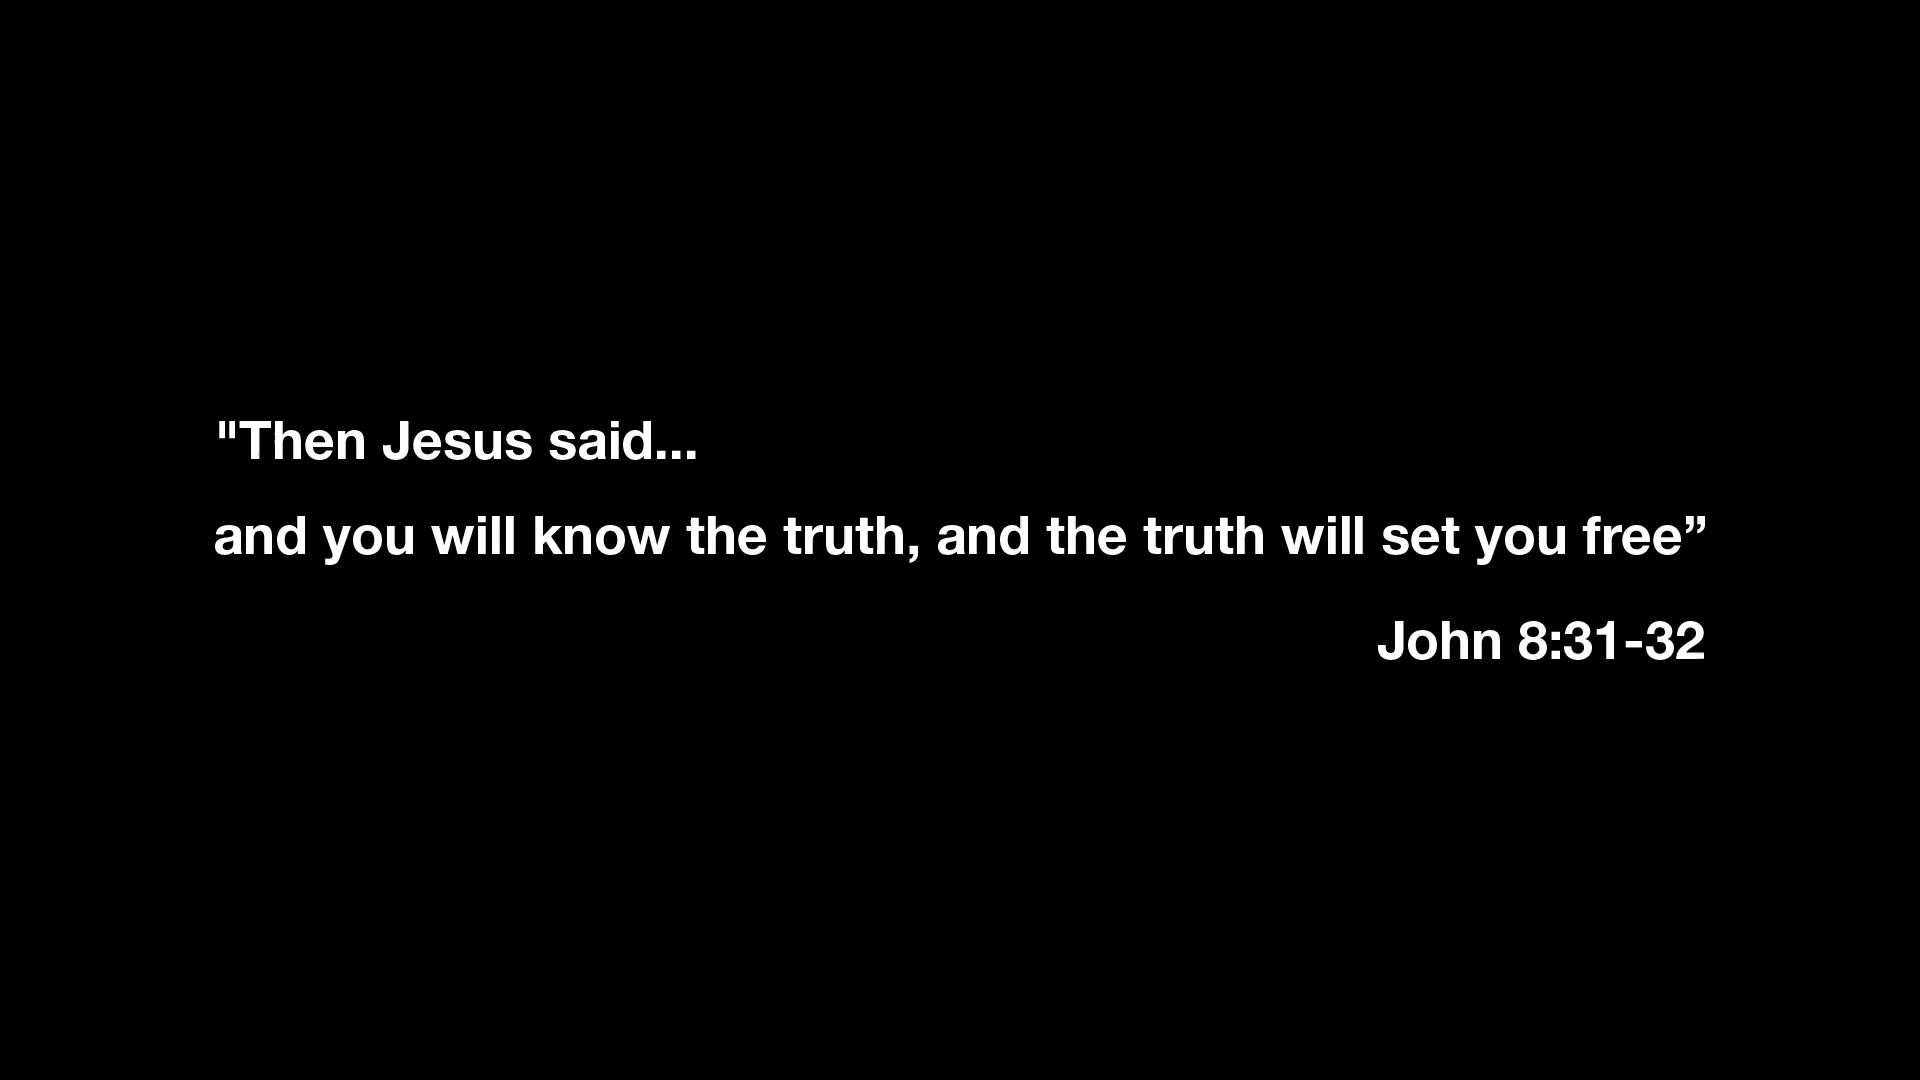 "Then Jesus said...
and you will know the truth, and the truth will set you free”
John 8:31-32